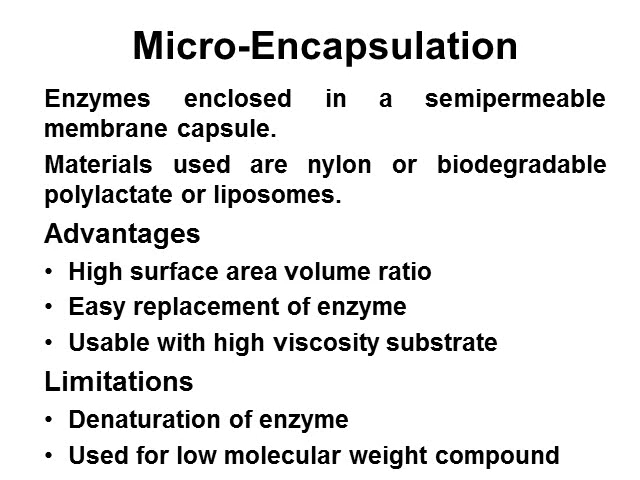 Micro-Encapsulation
Enzymes enclosed in a semipermeable
membrane capsule.
Materials used are nylon or biodegradable
polylactate or liposomes.
Advantages
• High surface area volume ratio
• Easy replacement of enzyme
• Usable with high viscosity substrate
Limitations
• Denaturation of enzyme
• Used for low molecular weight compound